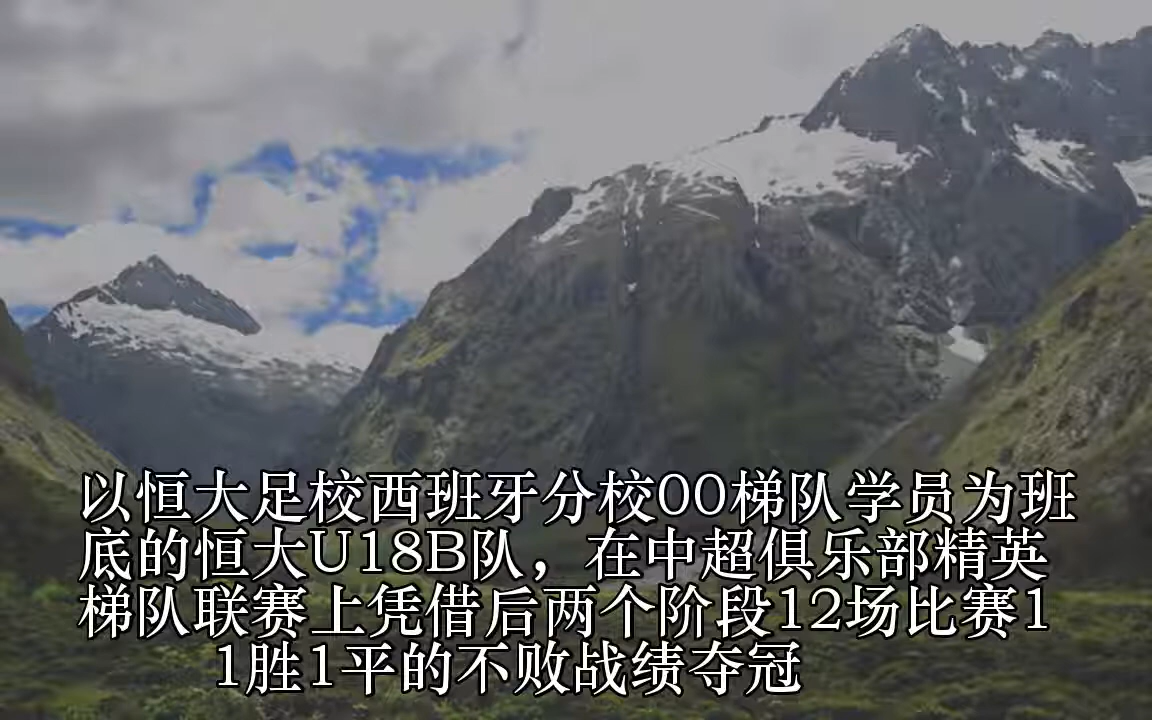 以恒大足校西班牙分校00梯队学员为班
底的恒大U18B队，在中超俱乐部精英
梯队联赛上凭借后两个阶段12场比赛1
1胜1平的不败战绩夺冠